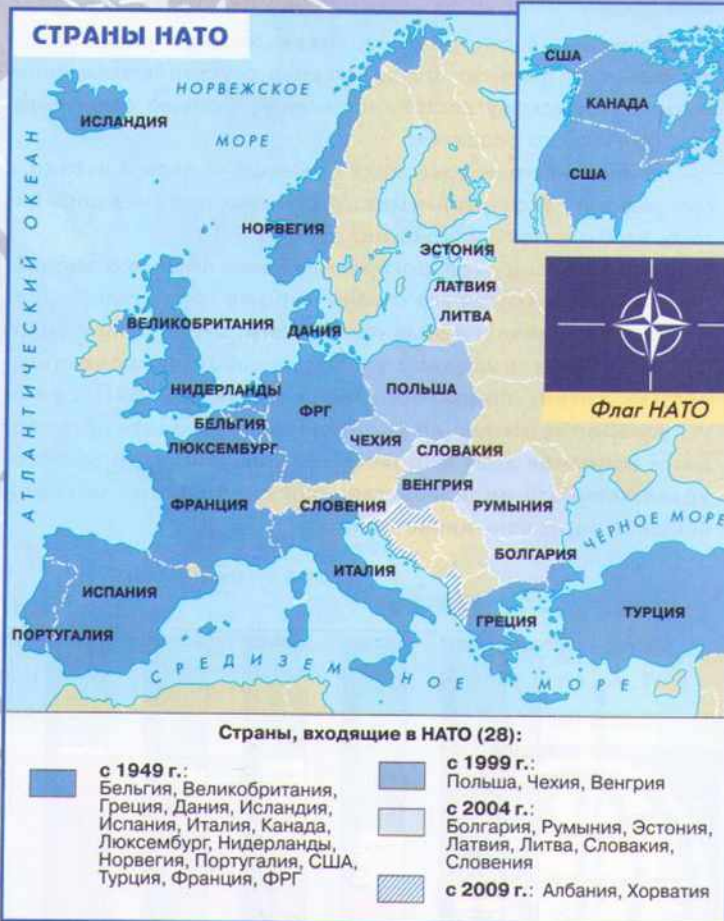 СТРАНЫ НАТО
США
КАНАДА
США
НОРВЕЖСКОЕ
МОРЕ
ИСЛАНДИЯ
АТЛАНТИЧЕСКИЙ ОКЕАН
НОРВЕГИЯ
ЭСТОНИЯ
ЛАТВИЯ
ЛИТВА
ВЕЛИКОБРИТАНИЯ
ДАНИЯ
НИДЕРЛАНДЫ
ФРГ
ПОЛЬША
Флаг НАТО
БЕЛЬГИЯ
ЛЮКСЕМБУРГ
ЧЕХИЯ
СЛОВАКИЯ
ФРАНЦИЯ
СЛОВЕНИЯ
ВЕНГРИЯ
РУМЫНИЯ
ЧЁРНОЕ МОРЕ
БОЛГАРИЯ
ИТАЛИЯ
ИСПАНИЯ
ПОРТУГАЛИЯ
ГРЕЦИЯ
ТУРЦИЯ
СРЕДИЗЕМНОЕ МОРЕ
Страны, входящие в НАТО (28):
с 1949 г.:
Бельгия, Великобритания,
Греция, Дания, Исландия,
Испания, Италия, Канада,
Люксембург, Нидерланды,
Норвегия, Португалия, США,
Турция, Франция, ФРГ
с 1999 г.:
Польша, Чехия, Венгрия
с 2004 г.:
Болгария, Румыния, Эстония,
Латвия, Литва, Словакия,
Словения
с 2009 г.: Албания, Хорватия